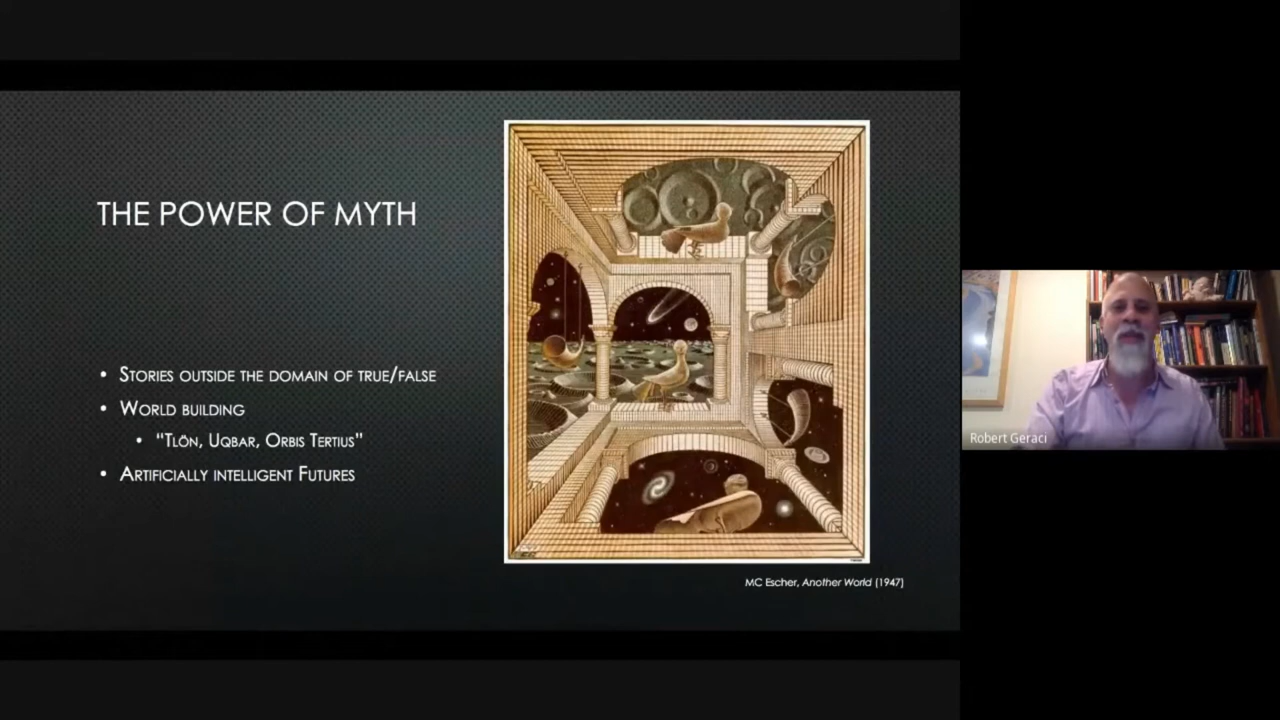 THE POWER OF MYTH
• STORIES OUTSIDE THE DOMAIN OF TRUE/FALSE
• WORLD BUILDING
• "TLÖN, UQBAR, ORBIS TERTIUS"
• ARTIFICIALLY INTELLIGENT FUTURES
MC Escher, Another World (1947)
Robert Geraci